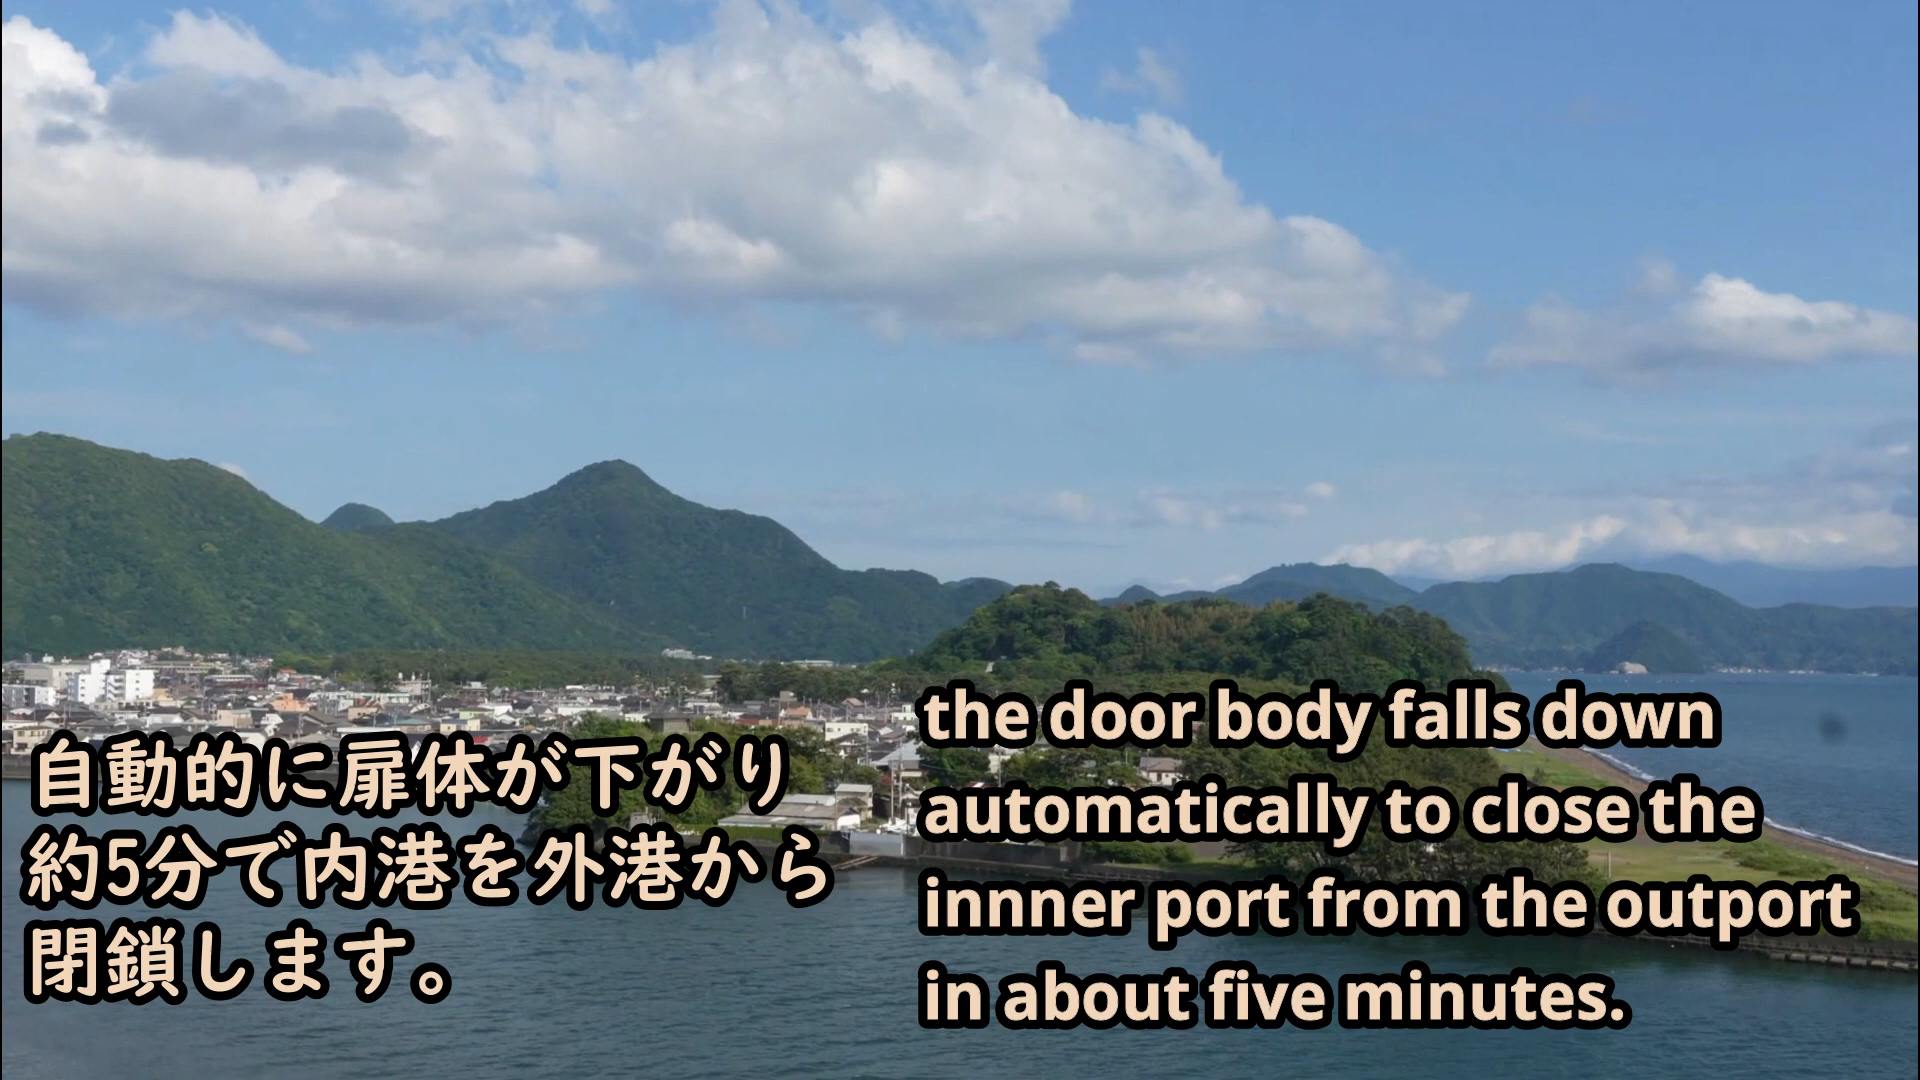 自動的に扉体が下がり
約5分で内港を外港から
閉鎖します。
the door body falls down
automatically to close the
innner port from the outport
in about five minutes.